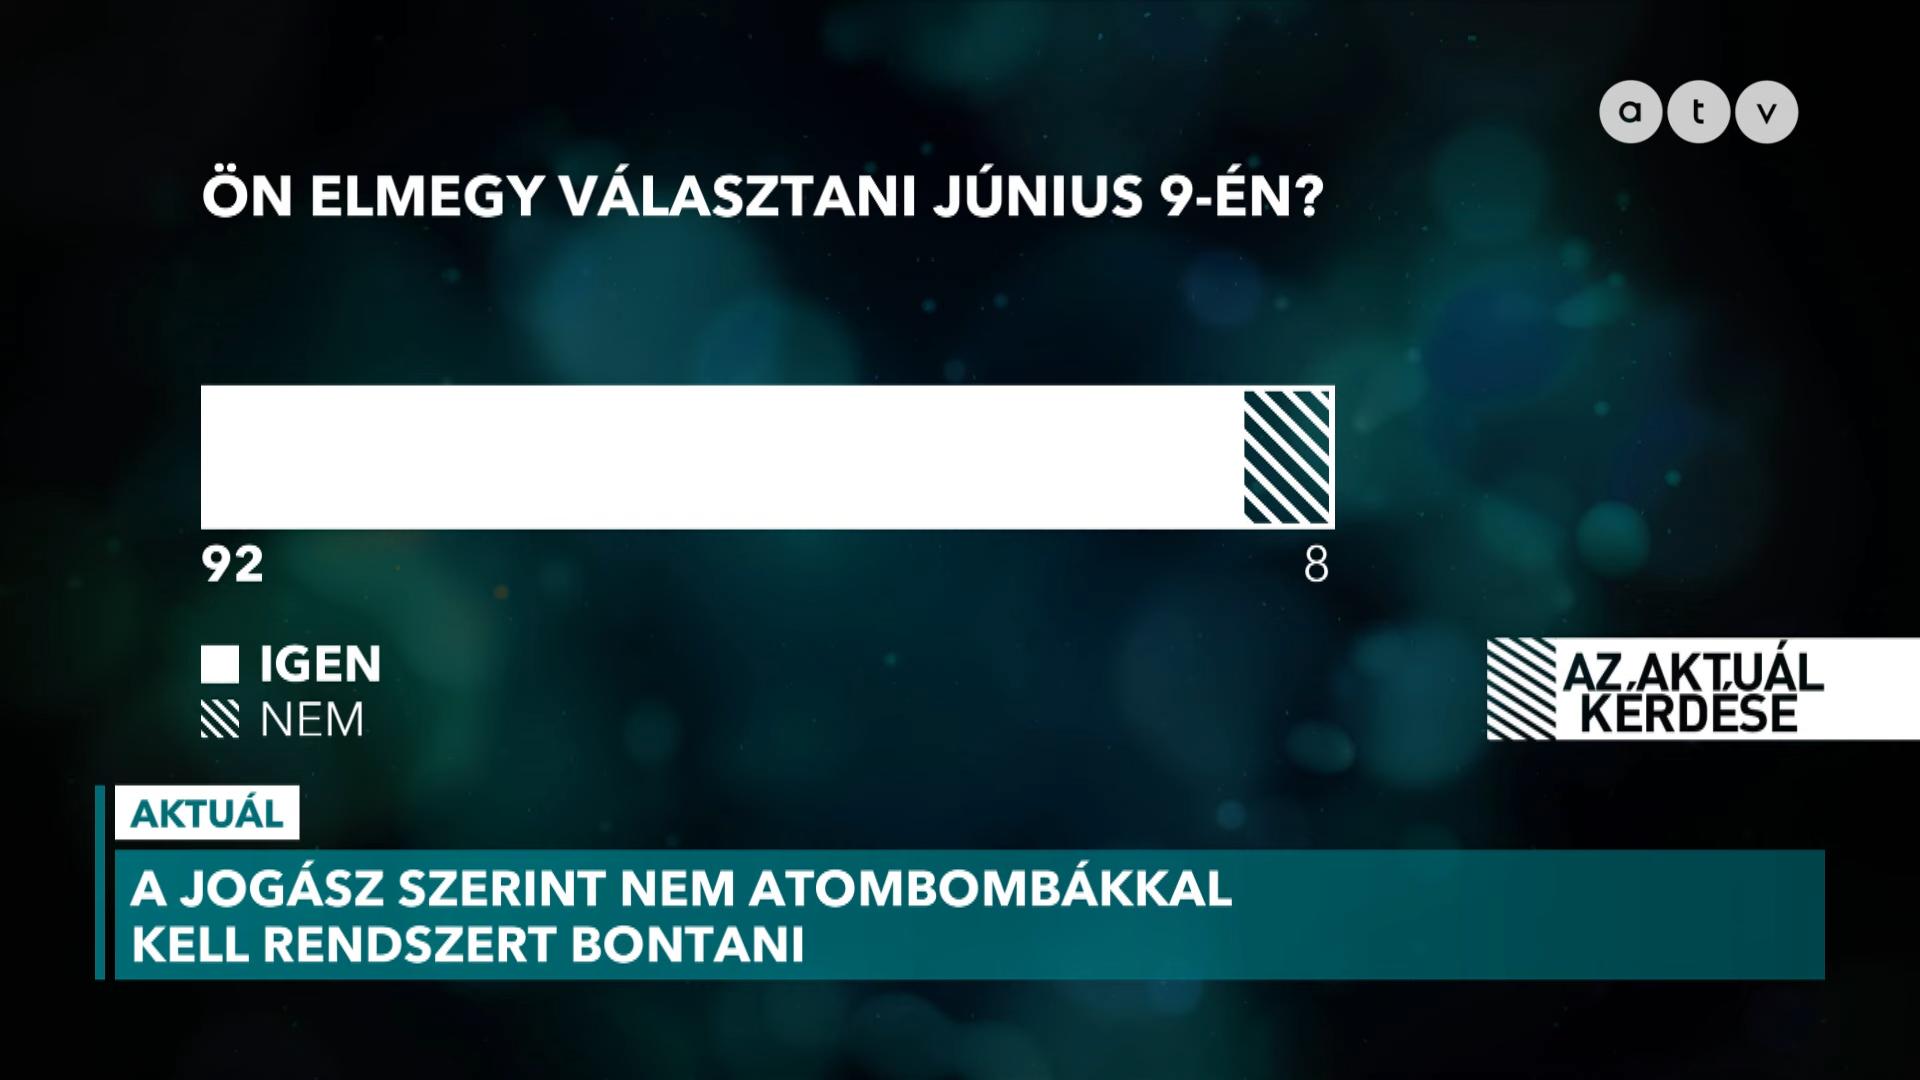 a t v
ÖN ELMEGY VÁLASZTANI JÚNIUS 9-ÉN?
92
8
IGEN
NEM
AZ AKTUÁL
KÉRDÉSE
AKTUÁL
A JOGÁSZ SZERINT NEM ATOMBOMBÁKKAL
KELL RENDSZERT BONTANI